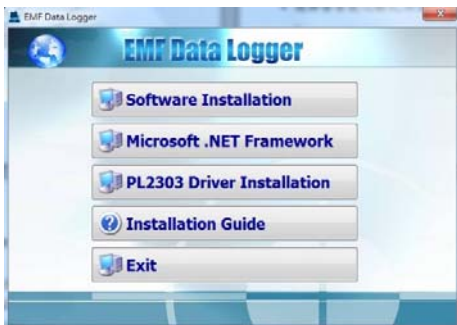 EMF Data Logger
EMF Data Logger
Software Installation
Microsoft .NET Framework
PL2303 Driver Installation
Installation Guide
Exit